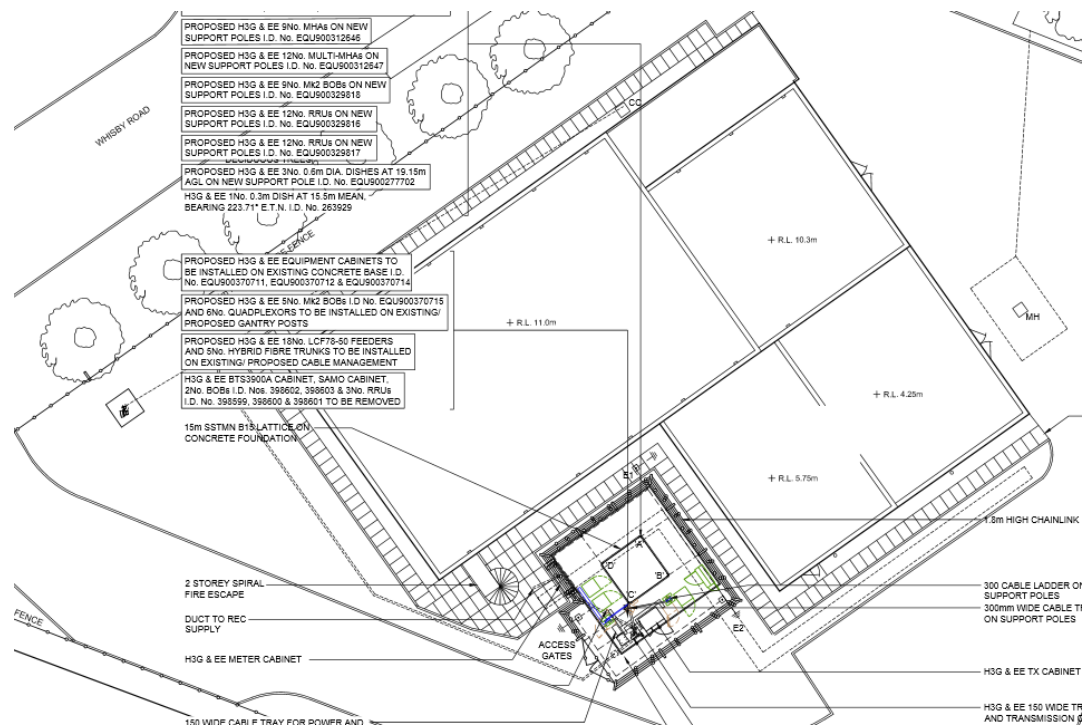 PROPOSED H3G & EE 9No. MHAs ON NEW
SUPPORT POLES I.D. No. EQU900312646
PROPOSED H3G & EE 12No. MULTI-MHAs ON
NEW SUPPORT POLES I.D. No. EQU900312647
PROPOSED H3G & EE 9No. Mk2 BOBs ON NEW
SUPPORT POLES I.D. No. EQU900329818
PROPOSED H3G & EE 12No. RRUs ON NEW
SUPPORT POLES I.D. No. EQU900329816
PROPOSED H3G & EE 12No. RRUs ON NEW
SUPPORT POLES I.D. No. EQU900329817
DECIDUOUS TREES
PROPOSED H3G & EE 3No. 0.6m DIA. DISHES AT 19.15m
AGL ON NEW SUPPORT POLE I.D. No. EQU900277702
H3G & EE 1No. 0.3m DISH AT 15.5m MEAN,
BEARING 223.71° E.T.N. I.D. No. 263929
FENCE
PROPOSED H3G & EE EQUIPMENT CABINETS TO
BE INSTALLED ON EXISTING CONCRETE BASE I.D.
No. EQU900370711, EQU900370712 & EQU900370714
PROPOSED H3G & EE 5No. Mk2 BOBs I.D No. EQU900370715
AND 6No. QUADPLEXORS TO BE INSTALLED ON EXISTING/
PROPOSED GANTRY POSTS
PROPOSED H3G & EE 18No. LCF78-50 FEEDERS
AND 5No. HYBRID FIBRE TRUNKS TO BE INSTALLED
ON EXISTING/ PROPOSED CABLE MANAGEMENT
H3G & EE BTS3900A CABINET, SAMO CABINET,
2No. BOBs I.D. Nos. 398602, 398603 & 3No. RRUs
I.D. No. 398599, 398600 & 398601 TO BE REMOVED
15m SSTMN B15 LATTICE ON
CONCRETE FOUNDATION
2 STOREY SPIRAL
FIRE ESCAPE
DUCT TO REC
SUPPLY
H3G & EE METER CABINET
150 WIDE CABLE TRAY FOR POWER AND
WHISBY ROAD
FENCE
CC
R.L. 10.3m
R.L. 11.0m
R.L. 4.25m
R.L. 5.75m
MH
E1
'A'
'B'
'C'
'D'
E2
ACCESS
GATES
1.8m HIGH CHAINLINK
300 CABLE LADDER ON
SUPPORT POLES
300mm WIDE CABLE
ON SUPPORT POLES
H3G & EE TX CABINET
H3G & EE 150 WIDE
AND TRANSMISSION